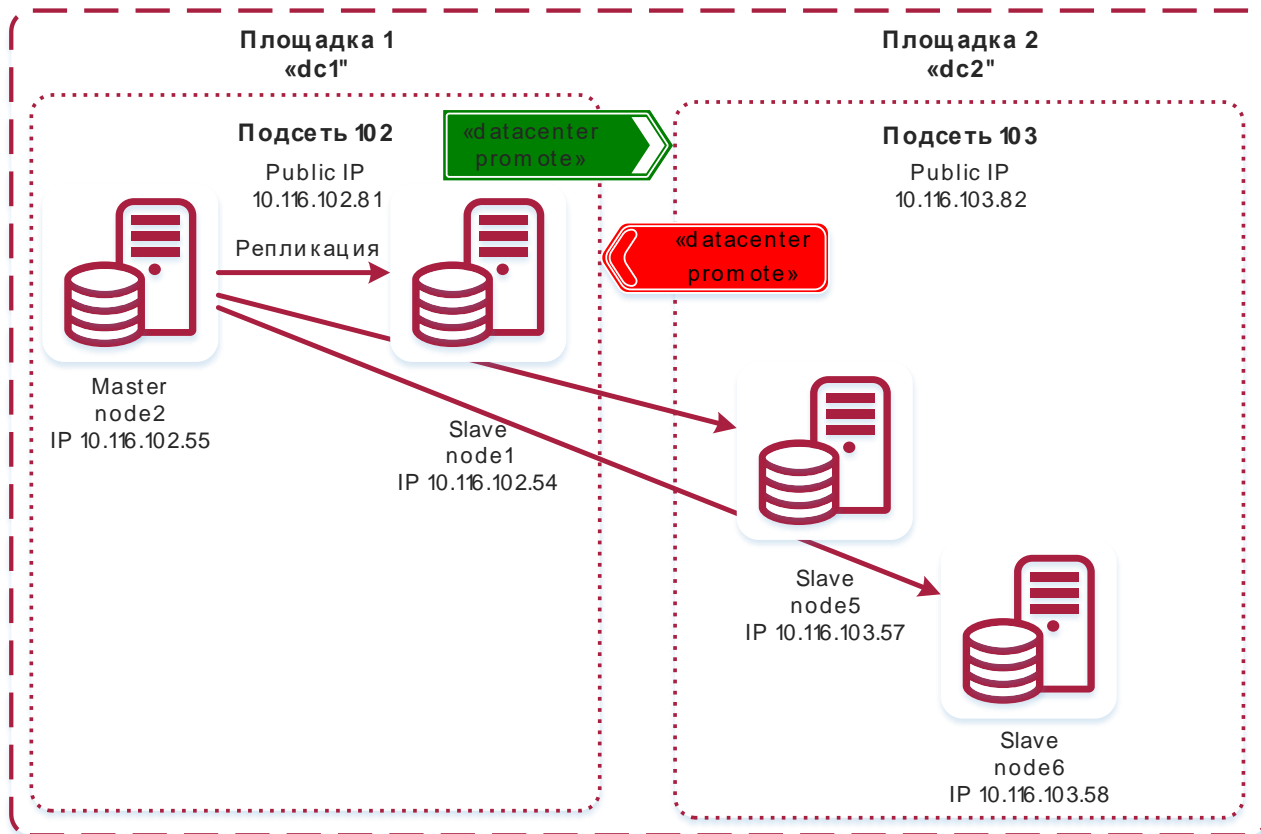 Площадка 1
«dc1"
Площадка 2
«dc2"
Подсеть 102
Public IP
10.116.102.81
«datacenter
promote»
Подсеть 103
Public IP
10.116.103.82
«datacenter
promote»
Репликация
Master
node2
IP 10.116.102.55
Slave
node1
IP 10.116.102.54
Slave
node5
IP 10.116.103.57
Slave
node6
IP 10.116.103.58